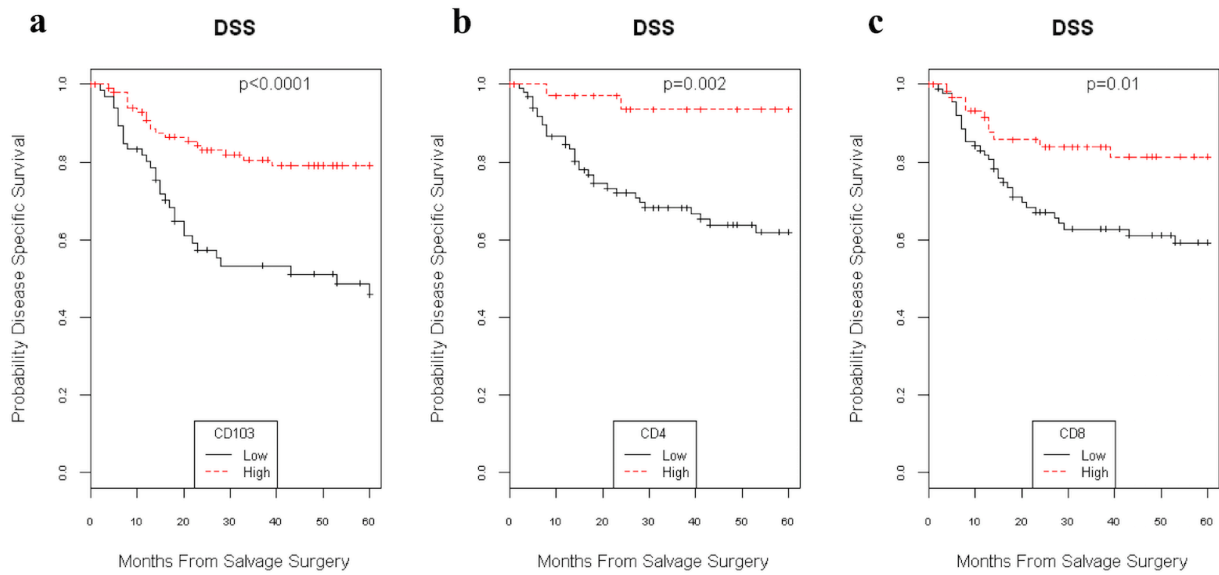 a
DSS
p<0.0001
Probability Disease Specific Survival
1.0
0.8
0.6
0.4
0.2
0.0
CD103
Low
High
0 10 20 30 40 50 60
Months From Salvage Surgery
b
DSS
p=0.002
Probability Disease Specific Survival
1.0
0.8
0.6
0.4
0.2
0.0
CD4
Low
High
0 10 20 30 40 50 60
Months From Salvage Surgery
c
DSS
p=0.01
Probability Disease Specific Survival
1.0
0.8
0.6
0.4
0.2
0.0
CD8
Low
High
0 10 20 30 40 50 60
Months From Salvage Surgery